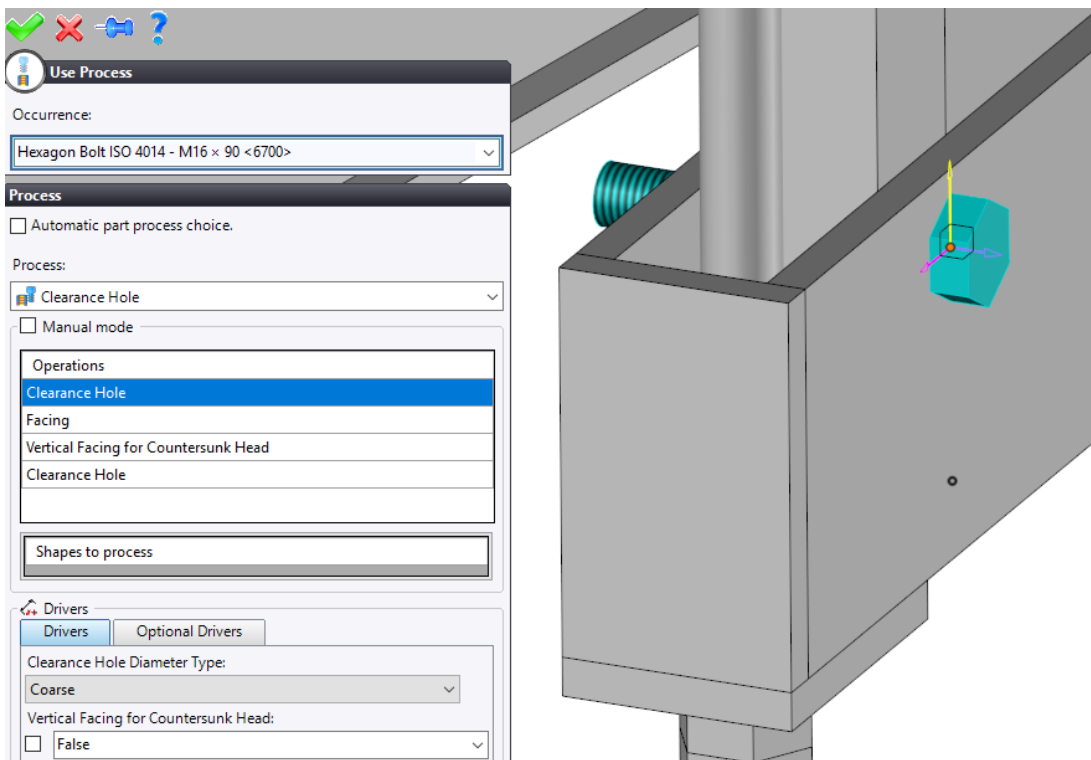 ?
Use Process
Occurrence:
Hexagon Bolt ISO 4014 - M16 × 90 <6700>
Process
Automatic part process choice.
Process:
Clearance Hole
Manual mode
Operations
Clearance Hole
Facing
Vertical Facing for Countersunk Head
Clearance Hole
Shapes to process
Drivers
Drivers Optional Drivers
Clearance Hole Diameter Type:
Coarse
Vertical Facing for Countersunk Head:
False